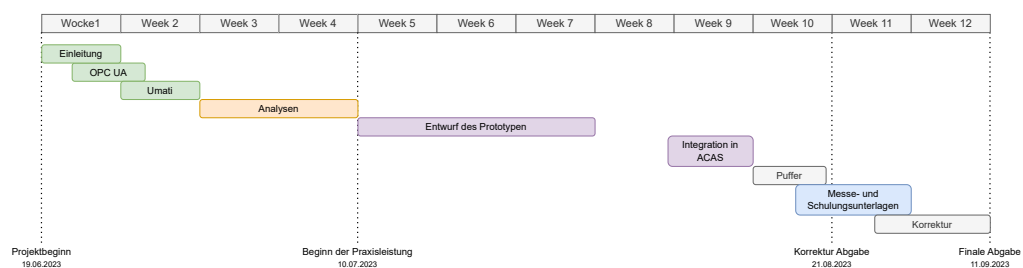 Wocke1 Week 2 Week 3 Week 4 Week 5 Week 6 Week 7 Week 8 Week 9 Week 10 Week 11 Week 12
Einleitung
OPC UA
Umati
Analysen
Entwurf des Prototypen
Integration in
ACAS
Puffer
Messe- und
Schulungsunterlagen
Korrektur
Projektbeginn Beginn der Praxisleistung Korrektur Abgabe Finale Abgabe
19.06.2023 10.07.2023 21.08.2023 11.09.2023